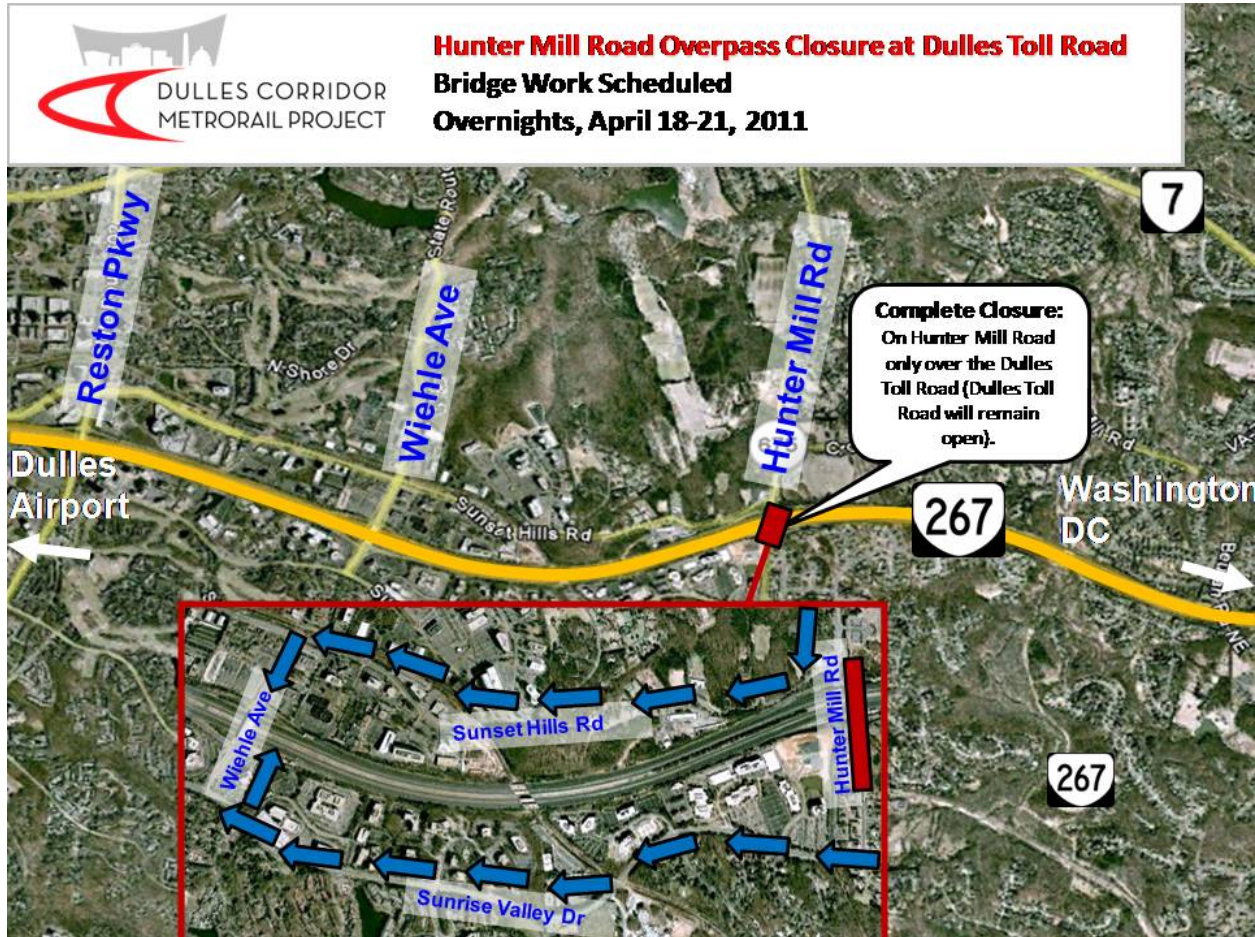 DULLES CORRIDOR
METRORAIL PROJECT
Hunter Mill Road Overpass Closure at Dulles Toll Road
Bridge Work Scheduled
Overnights, April 18-21, 2011
7
Reston Pkwy
State Route
Wiehle Ave
Hunter Mill Rd
N Shore Dr
Complete Closure:
On Hunter Mill Road
only over the Dulles
Toll Road (Dulles Toll
Road will remain
open).
Rd
Dulles
Airport
Sunset Hills Rd
267
Washington
DC
Wiehle Ave
Sunset Hills Rd
Hunter Mill Rd
Sunrise Valley Dr
267